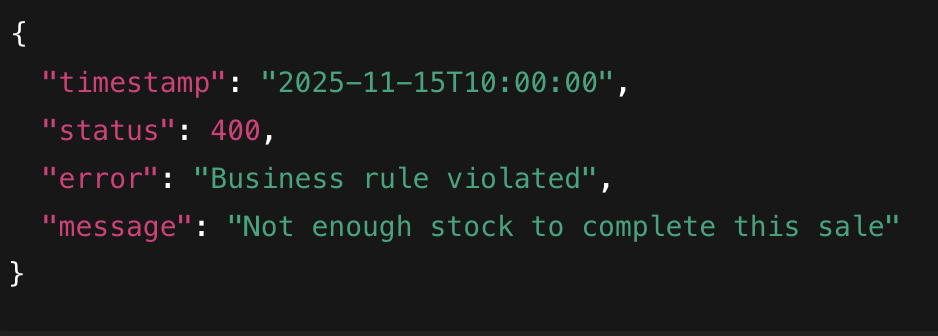 {
"timestamp": "2025-11-15T10:00:00",
"status": 400,
"error": "Business rule violated",
"message": "Not enough stock to complete this sale"
}